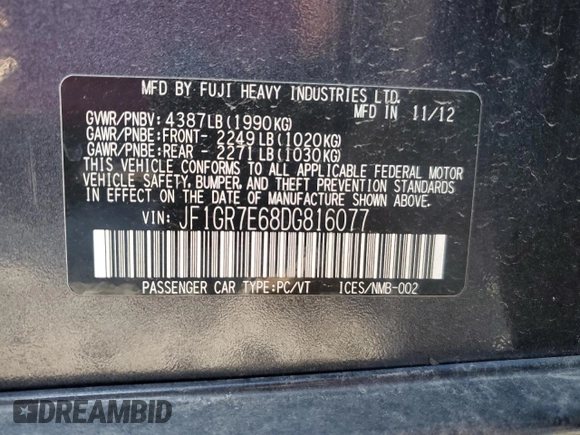 MFD BY FUJI HEAVY INDUSTRIES LTD.
MFD IN 11/12
GVWR/PNBV: 4387LB(1990KG)
GAWR/PNBE:FRONT- 2249LB(1020KG)
GAWR/PNBE:REAR - 2271LB(1030KG)
THIS VEHICLE CONFORMS TO ALL APPLICABLE FEDERAL MOTOR
VEHICLE SAFETY, BUMPER, AND THEFT PREVENTION STANDARDS
IN EFFECT ON THE DATE OF MANUFACTURE SHOWN ABOVE.
VIN: JF1GR7E68DG816077
PASSENGER CAR TYPE:PC/VT ICES/NMB-002
DREAMBID